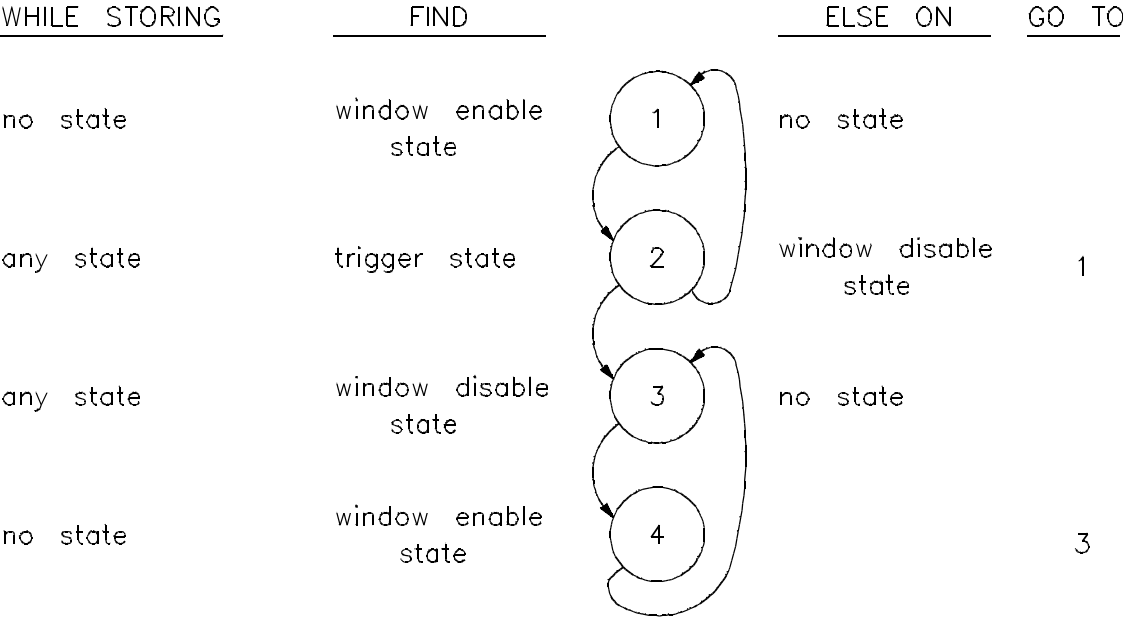 WHILE STORING FIND ELSE ON GO TO
no state
window enable
state
1
no state
any state
trigger state
2
window disable
state
1
any state
window disable
state
3
no state
no state
window enable
state
4
3